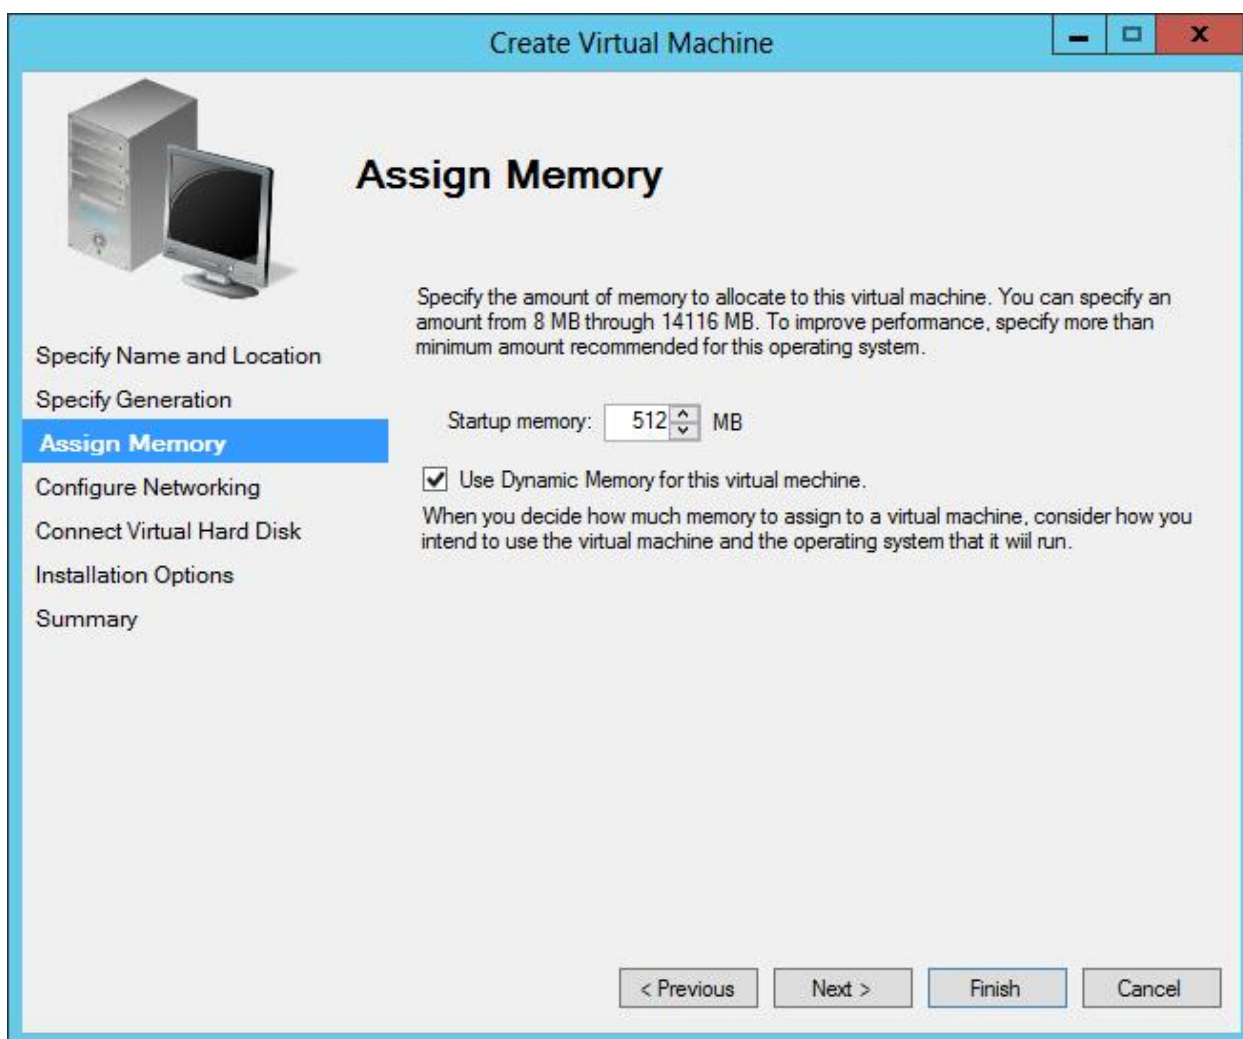 Create Virtual Machine
Assign Memory
Specify the amount of memory to allocate to this virtual machine. You can specify an
amount from 8 MB through 14116 MB. To improve performance, specify more than
minimum amount recommended for this operating system.
Specify Name and Location
Specify Generation
Assign Memory
Configure Networking
Connect Virtual Hard Disk
Installation Options
Summary
Startup memory: 512 MB
Use Dynamic Memory for this virtual mechine.
When you decide how much memory to assign to a virtual machine, consider how you
intend to use the virtual machine and the operating system that it wiil run.
< Previous
Next >
Finish
Cancel